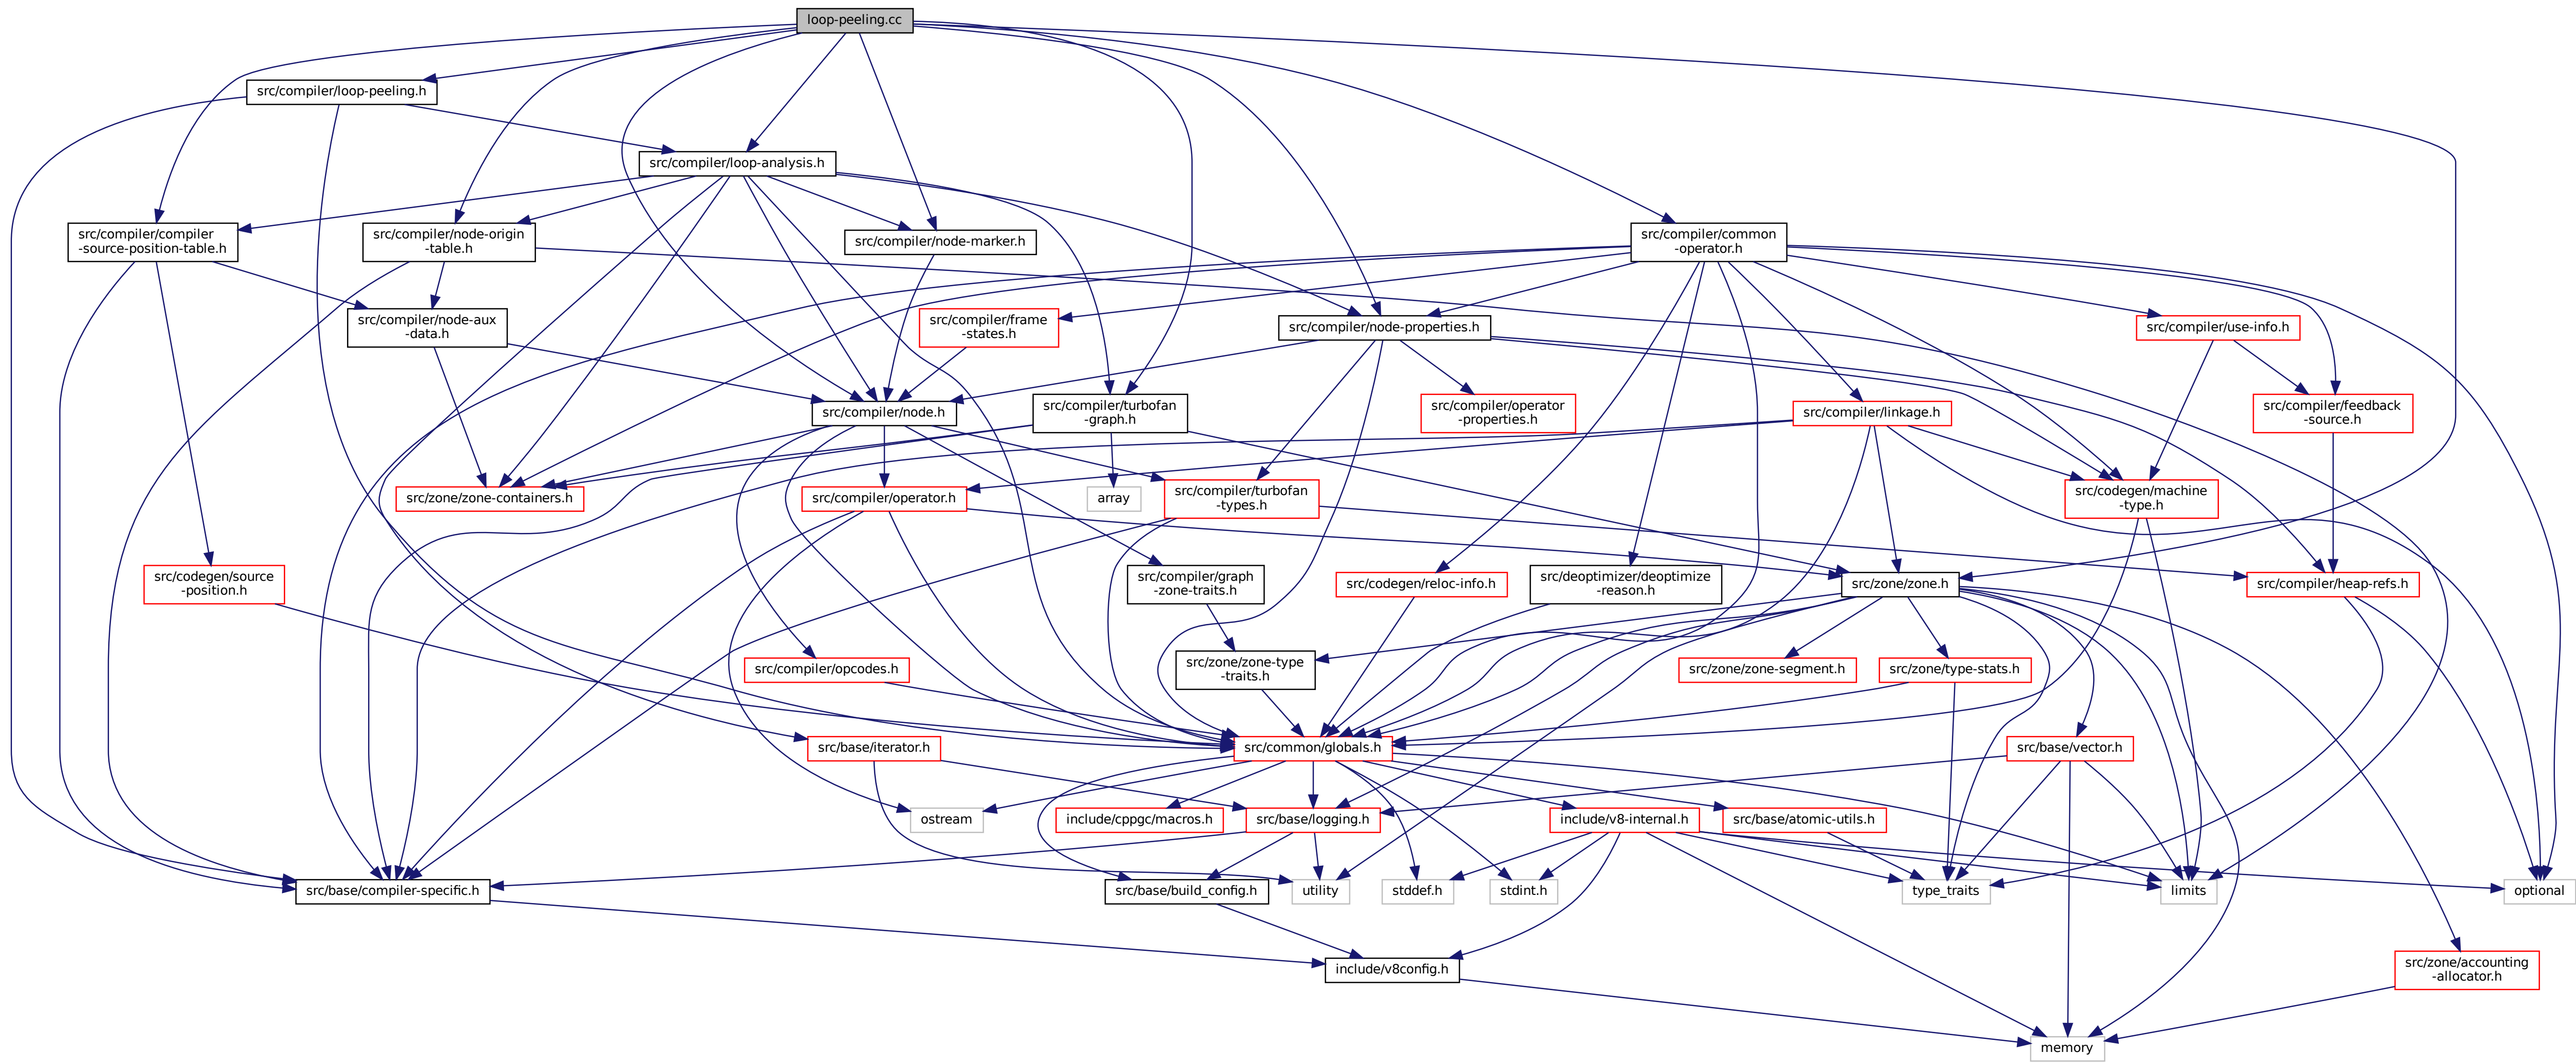 loop-peeling.cc
src/compiler/loop-peeling.h
src/compiler/loop-analysis.h
src/compiler/compiler
-source-position-table.h
src/compiler/node-origin
-table.h
src/compiler/node-marker.h
src/compiler/common
-operator.h
src/compiler/node-aux
-data.h
src/compiler/frame
-states.h
src/compiler/node-properties.h
src/compiler/use-info.h
src/compiler/node.h
src/compiler/turbofan
-graph.h
src/compiler/operator
-properties.h
src/compiler/linkage.h
src/compiler/feedback
-source.h
src/zone/zone-containers.h
src/compiler/operator.h
array
src/compiler/turbofan
-types.h
src/codegen/machine
-type.h
src/codegen/source
-position.h
src/compiler/graph
-zone-traits.h
src/codegen/reloc-info.h
src/deoptimizer/deoptimize
-reason.h
src/zone/zone.h
src/compiler/heap-refs.h
src/compiler/opcodes.h
src/zone/zone-type
-traits.h
src/zone/zone-segment.h
src/zone/type-stats.h
src/base/iterator.h
src/common/globals.h
src/base/vector.h
ostream
include/cppgc/macros.h
src/base/logging.h
include/v8-internal.h
src/base/atomic-utils.h
src/base/compiler-specific.h
src/base/build_config.h
utility
stddef.h
stdint.h
type_traits
limits
optional
include/v8config.h
src/zone/accounting
-allocator.h
memory